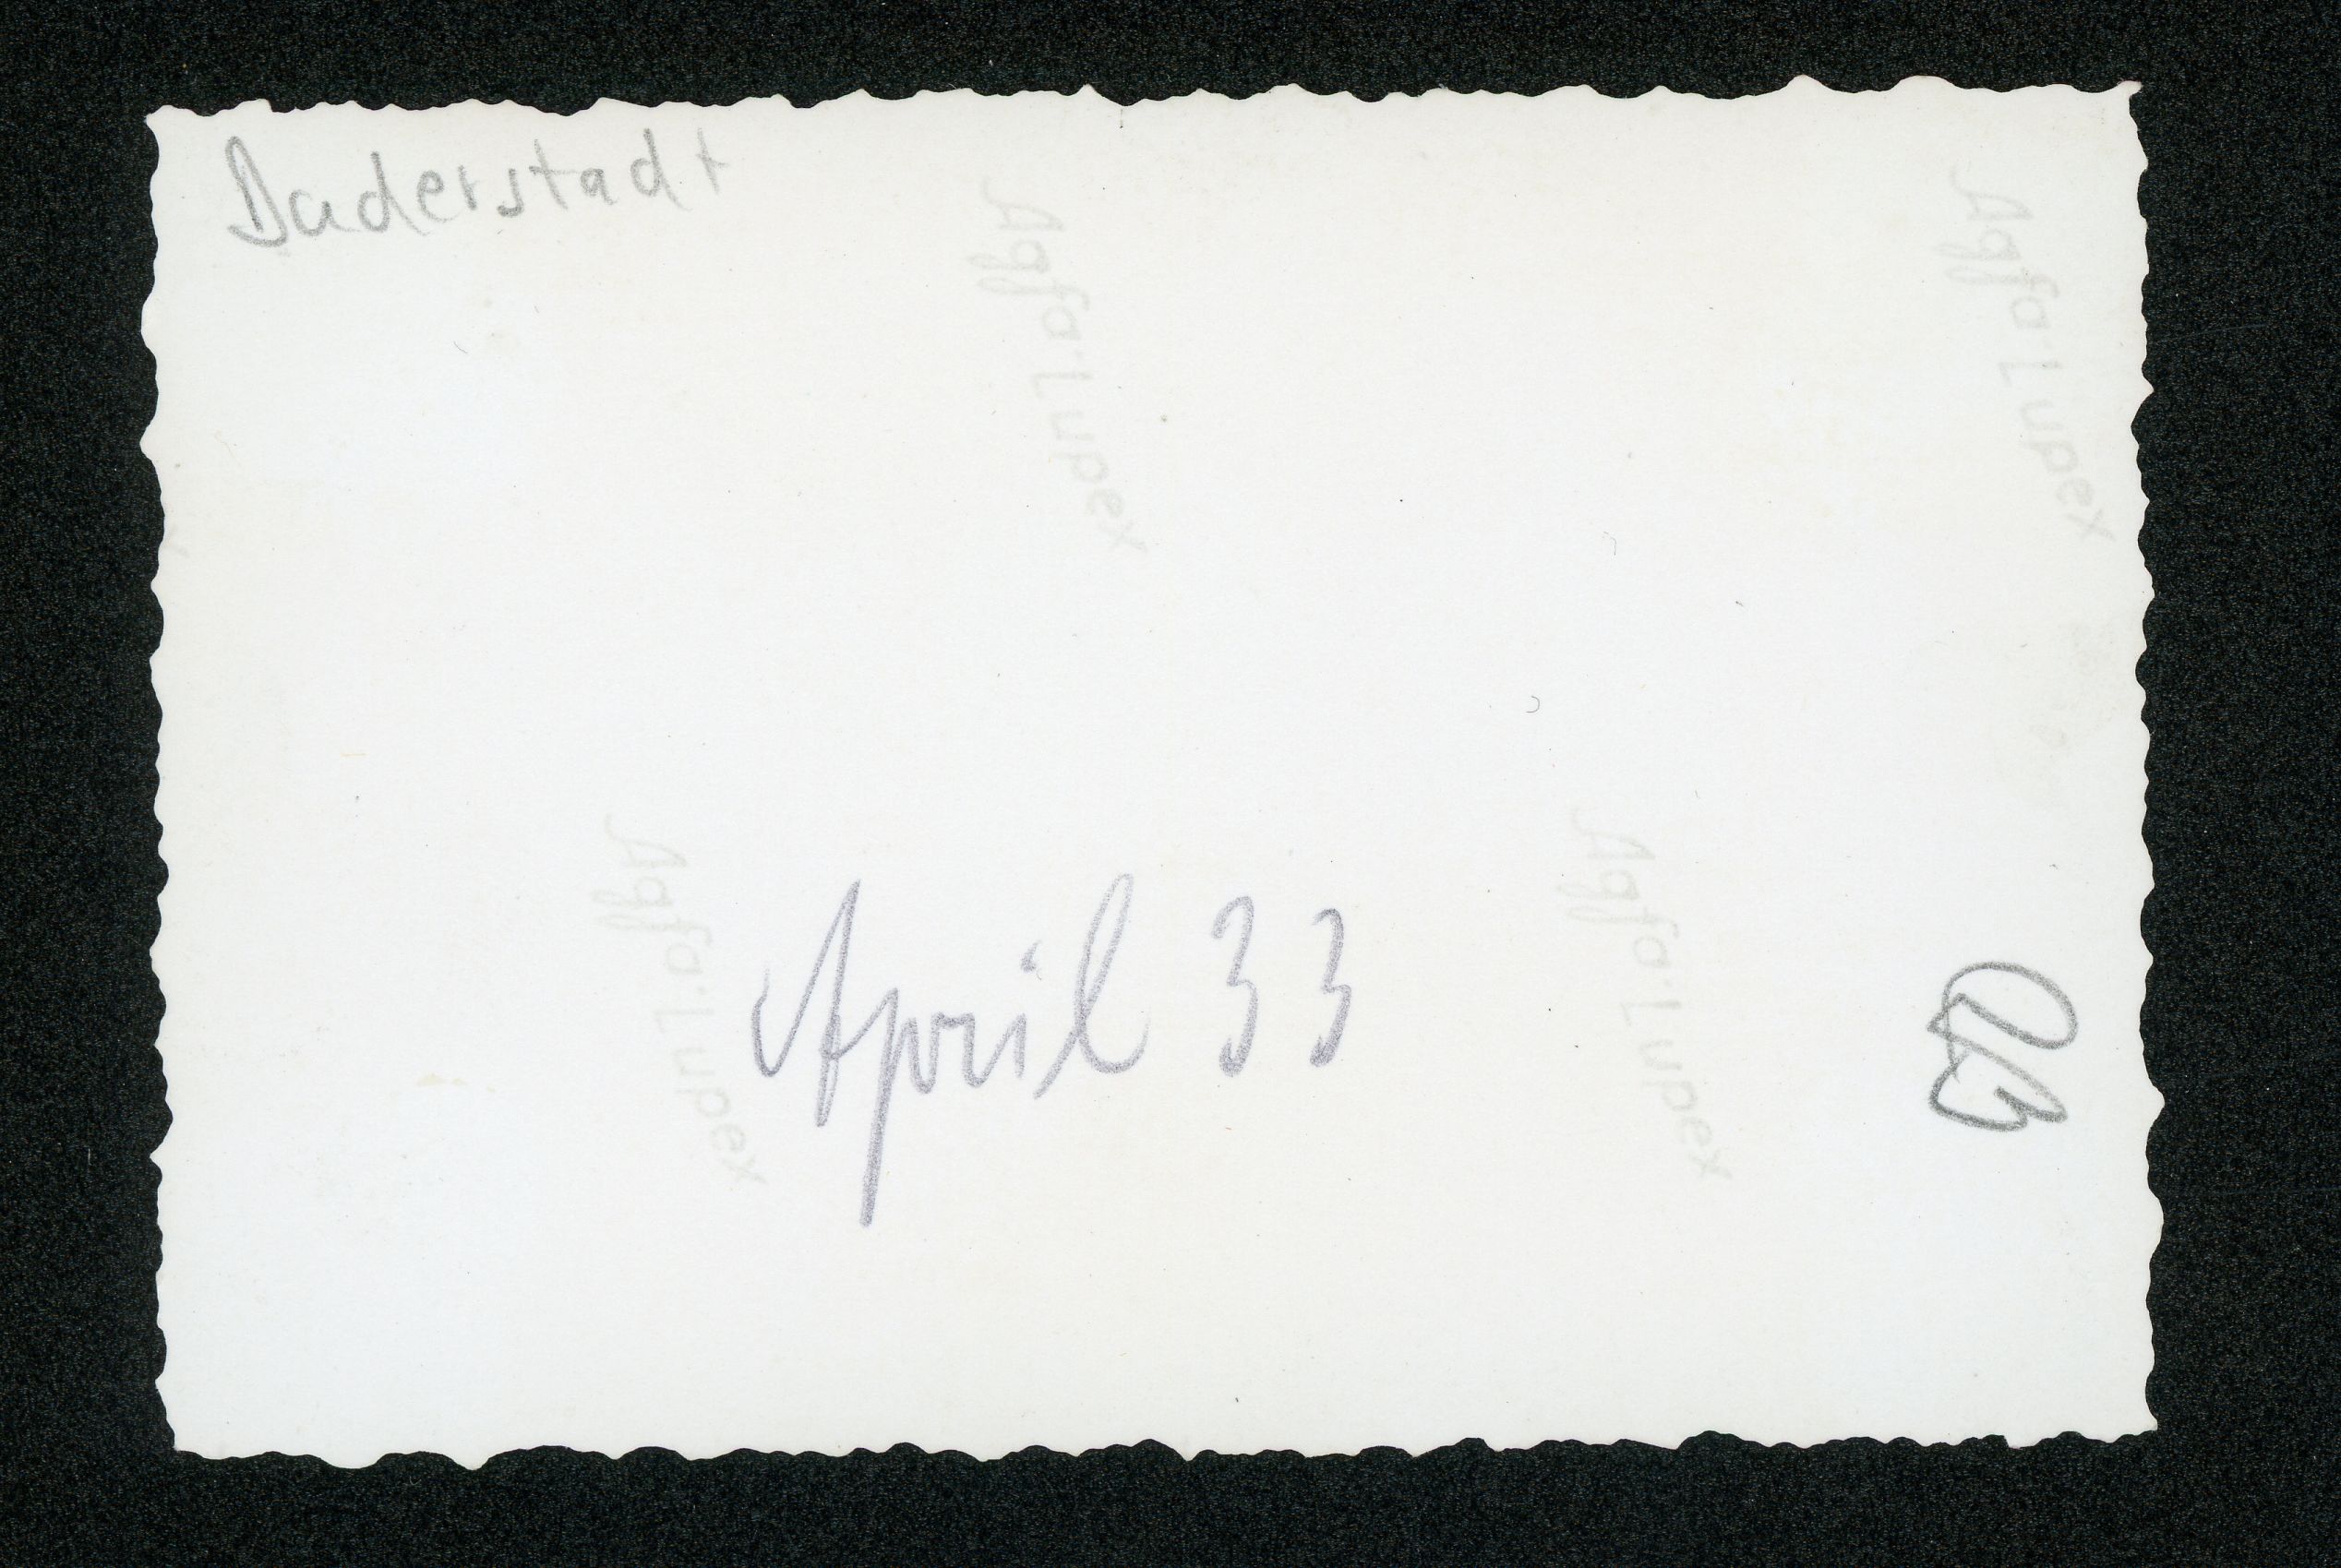 Duderstadt
Agfa Lupex
Agfa Lupex
Agfa Lupex
April 33
Agfa Lupex